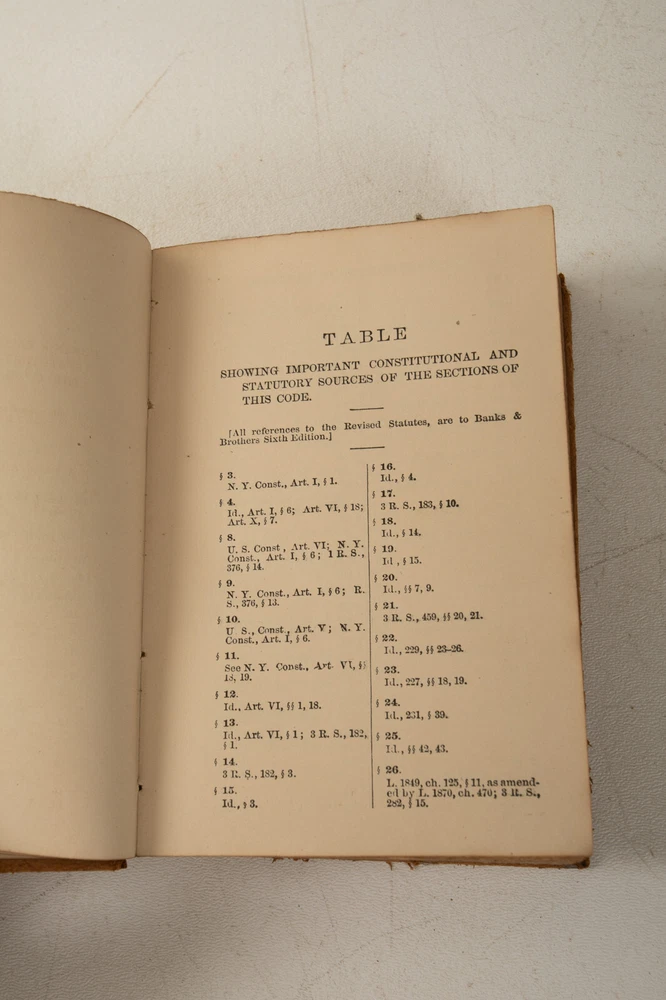 TABLE
SHOWING IMPORTANT CONSTITUTIONAL AND
STATUTORY SOURCES OF THE SECTIONS OF
THIS CODE.
[All references to the Revised Statutes, are to Banks &
Brothers Sixth Edition.]
§ 3.
N. Y. Const., Art. I, § 1.
§ 4.
Id., Art. I, § 6; Art. VI, § 18;
Art. X, § 7.
§ 8.
U. S. Const, Art. VI; N. Y.
Const., Art. I, § 6; 1 R. S.,
376, § 14.
§ 9.
N. Y. Const., Art. I, § 6; R.
S., 376, § 13.
§ 10.
U. S., Const., Art. V; N. Y.
Const., Art. I, § 6.
§ 11.
See N. Y. Const., Art. VI, §§
18, 19.
§ 12.
Id., Art. VI, §§ 1, 18.
§ 13.
Id., Art. VI, § 1; 3 R. S., 182,
§ 1.
§ 14.
3 R. S., 182, § 3.
§ 15.
Id., § 3.
§ 16.
Id., § 4.
§ 17.
3 R. S., 183, § 10.
§ 18.
Id., § 14.
§ 19.
Id, § 15.
§ 20.
Id., §§ 7, 9.
§ 21.
3 R. S., 459, §§ 20, 21.
§ 22.
Id., 229, §§ 23-26.
§ 23.
Id., 227, §§ 18, 19.
§ 24.
Id., 231, § 39.
§ 25.
Id., §§ 42, 43.
§ 26.
L. 1849, ch. 125, § 11, as amend-
ed by L. 1870, ch. 470; 3 R. S.,
282, § 15.